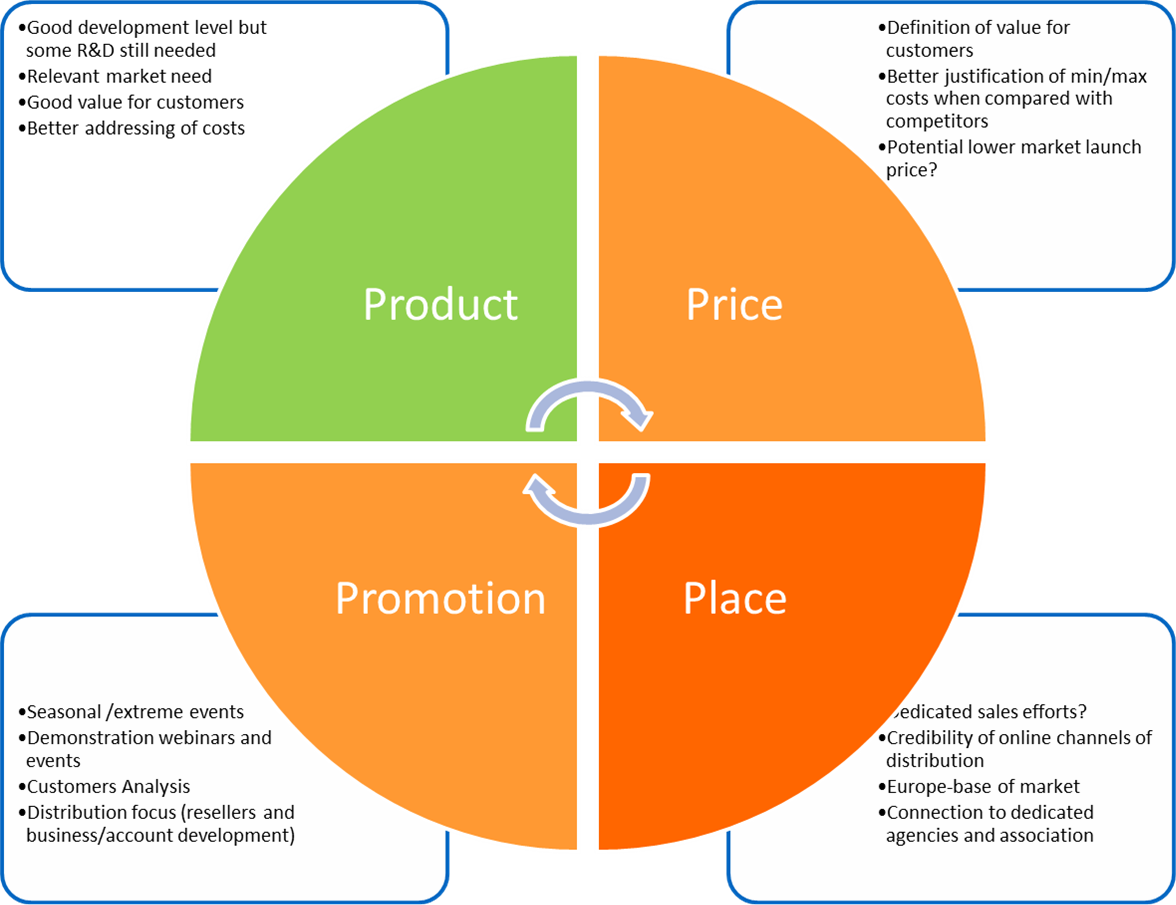 •Good development level but
some R&D still needed
•Relevant market need
•Good value for customers
•Better addressing of costs
•Definition of value for
customers
•Better justification of min/max
costs when compared with
competitors
•Potential lower market launch
price?
Product
Price
Promotion
Place
•Seasonal /extreme events
•Demonstration webinars and
events
•Customers Analysis
•Distribution focus (resellers and
business/account development)
Dedicated sales efforts?
•Credibility of online channels of
distribution
•Europe-base of market
•Connection to dedicated
agencies and association